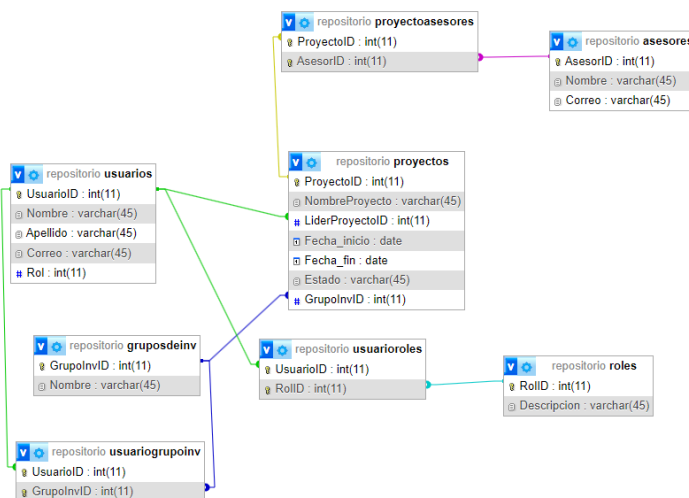 repositorio proyectoasesores
ProyectoID : int(11)
AsesorID : int(11)
repositorio asesores
AsesorID : int(11)
Nombre : varchar(45)
Correo : varchar(45)
repositorio usuarios
UsuarioID : int(11)
Nombre : varchar(45)
Apellido : varchar(45)
Correo : varchar(45)
Rol : int(11)
repositorio proyectos
ProyectoID : int(11)
NombreProyecto : varchar(45)
LiderProyectoID : int(11)
Fecha_inicio : date
Fecha_fin : date
Estado : varchar(45)
GrupoInvID : int(11)
repositorio gruposdeinv
GrupoInvID : int(11)
Nombre : varchar(45)
repositorio usuarioroles
UsuarioID : int(11)
RolID : int(11)
repositorio roles
RolID : int(11)
Descripcion : varchar(45)
repositorio usuariogrupoinv
UsuarioID : int(11)
GrupoInvID : int(11)